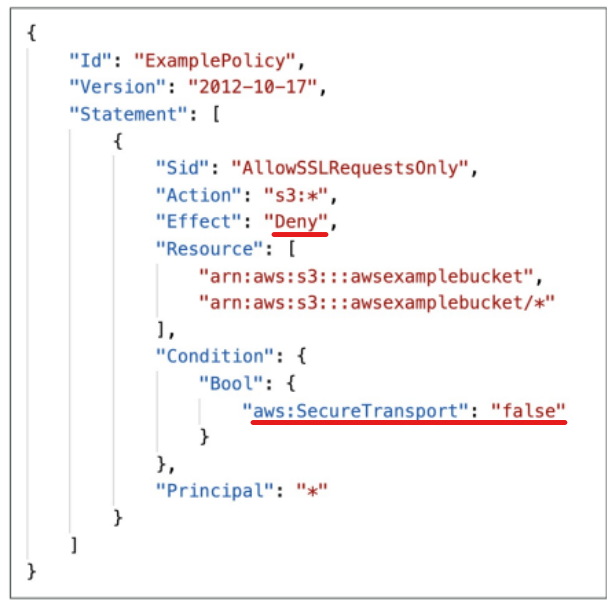 {
"Id": "ExamplePolicy",
"Version": "2012-10-17",
"Statement": [
{
"Sid": "AllowSSLRequestsOnly",
"Action": "s3:*",
"Effect": "Deny",
"Resource": [
"arn:aws:s3:::awsexamplebucket",
"arn:aws:s3:::awsexamplebucket/*"
],
"Condition": {
"Bool": {
"aws:SecureTransport": "false"
}
},
"Principal": "*"
}
]
}